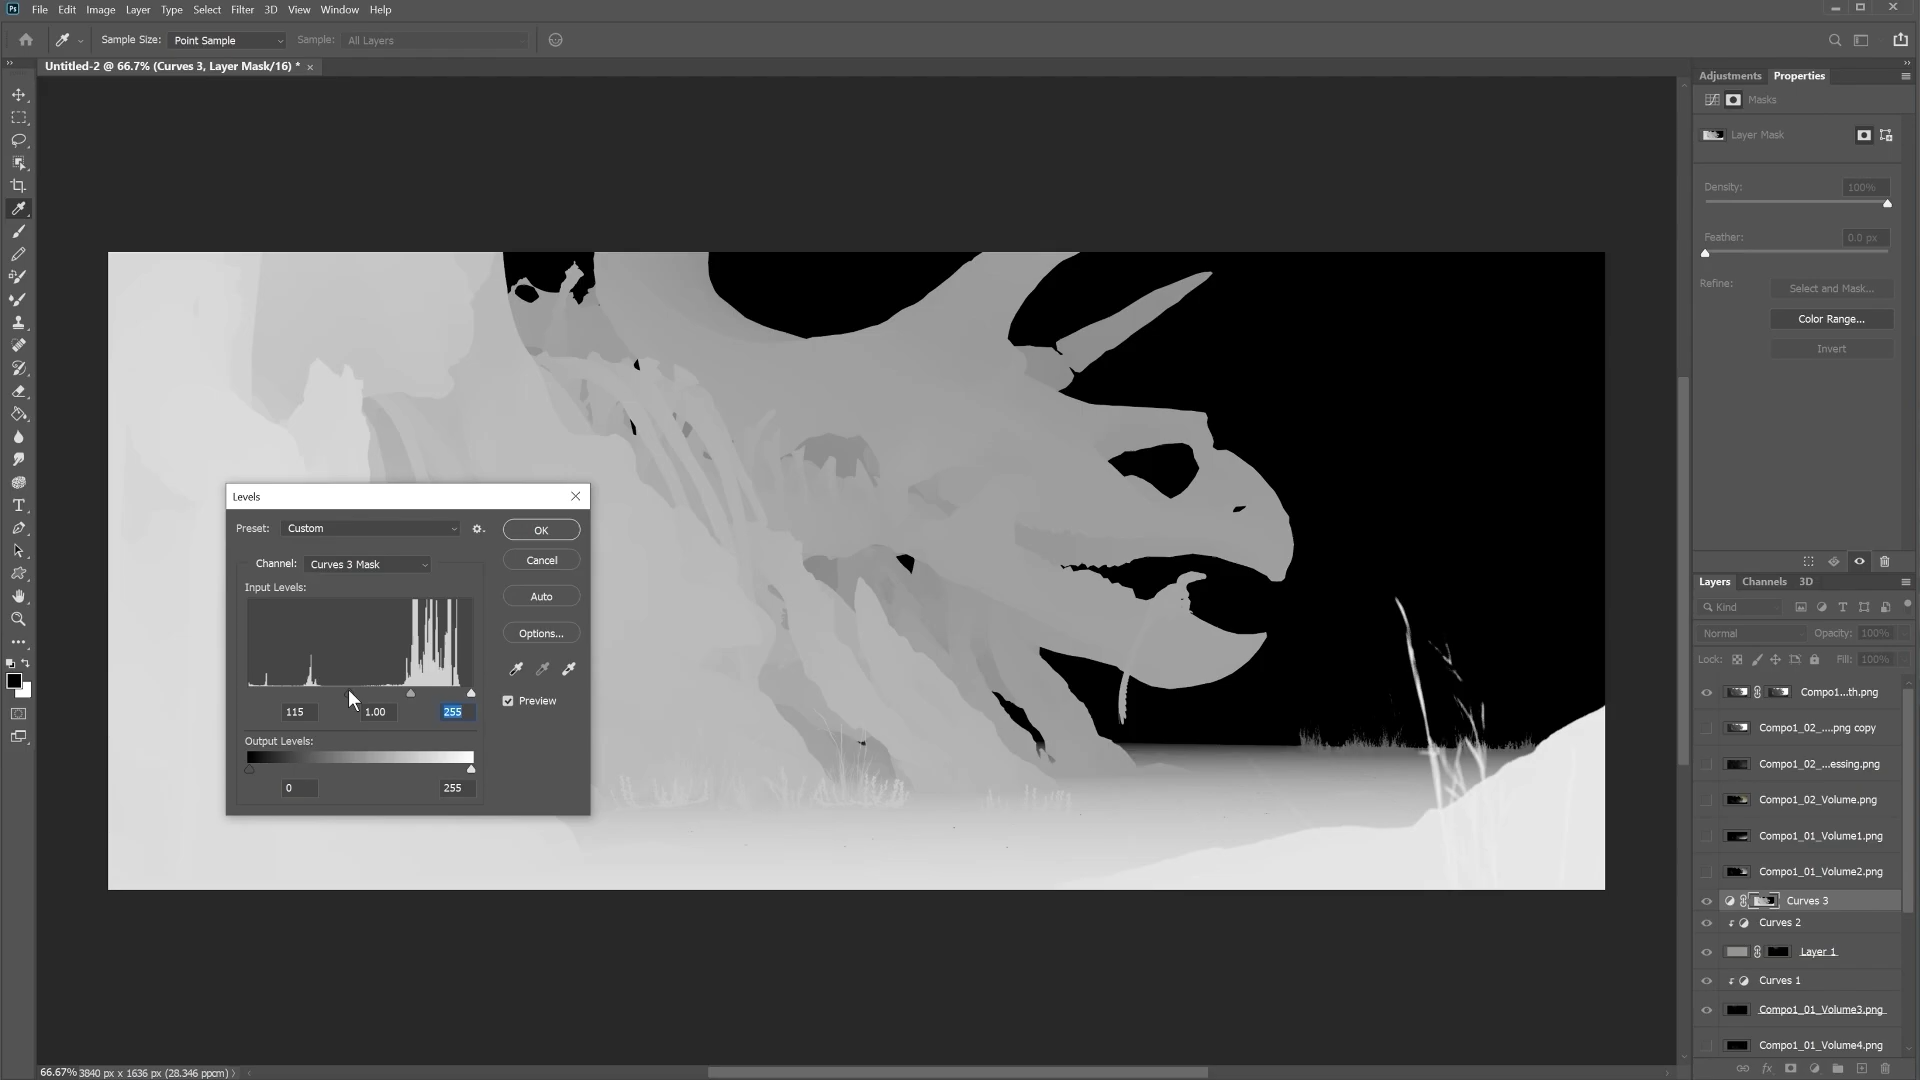 Ps File Edit Image Layer Type Select Filter 3D View Window Help
Sample Size: Point Sample Sample: All Layers
Untitled-2 @ 66.7% (Curves 3, Layer Mask/16) *
Adjustments Properties
Masks
Layer Mask
Density: 100%
Feather: 0.0 px
Refine: Select and Mask...
Color Range...
Invert
Levels
Preset: Custom OK
Channel: Curves 3 Mask Cancel
Input Levels: Auto
Options...
Preview
115 1.00 255
Output Levels:
0 255
Layers Channels 3D
Kind
Normal Opacity: 100%
Lock: Fill: 100%
Compo1...th.png
Compo1_02_....png copy
Compo1_02_...essing.png
Compo1_02_Volume.png
Compo1_01_Volume1.png
Compo1_01_Volume2.png
Curves 3
Curves 2
Layer 1
Curves 1
Compo1_01_Volume3.png
Compo1_01_Volume4.png
fx
66.67% 3840 px x 1636 px (28.346 ppcm)